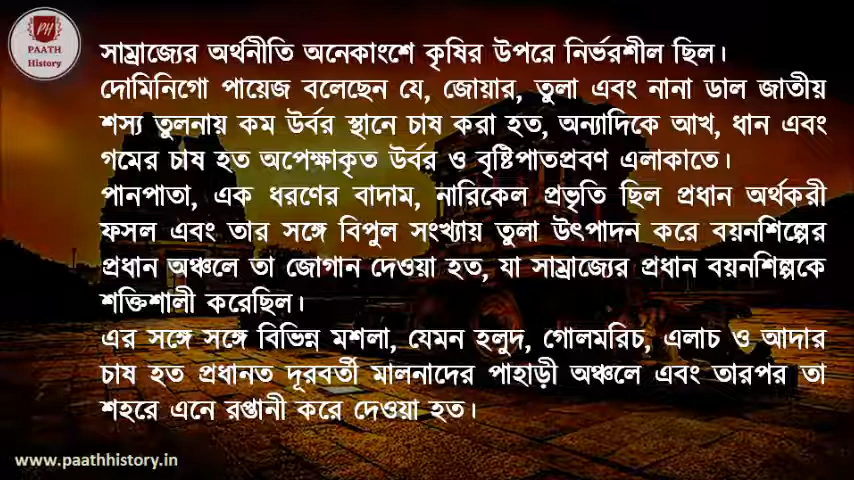 PH
PAATH
History
সাম্রাজ্যের অর্থনীতি অনেকাংশে কৃষির উপরে নির্ভরশীল ছিল।
দোমিনিগো পায়েজ বলেছেন যে, জোয়ার, তুলা এবং নানা ডাল জাতীয়
শস্য তুলনায় কম উর্বর স্থানে চাষ করা হত, অন্যাদিকে আখ, ধান এবং
গমের চাষ হত অপেক্ষাকৃত উর্বর ও বৃষ্টিপাতপ্রবণ এলাকাতে।
পানপাতা, এক ধরণের বাদাম, নারিকেল প্রভৃতি ছিল প্রধান অর্থকরী
ফসল এবং তার সঙ্গে বিপুল সংখ্যায় তুলা উৎপাদন করে বয়নশিল্পের
প্রধান অঞ্চলে তা জোগান দেওয়া হত, যা সাম্রাজ্যের প্রধান বয়নশিল্পকে
শক্তিশালী করেছিল।
এর সঙ্গে সঙ্গে বিভিন্ন মশলা, যেমন হলুদ, গোলমরিচ, এলাচ ও আদার
চাষ হত প্রধানত দূরবর্তী মালনাদের পাহাড়ী অঞ্চলে এবং তারপর তা
শহরে এনে রপ্তানী করে দেওয়া হত।
www.paathhistory.in